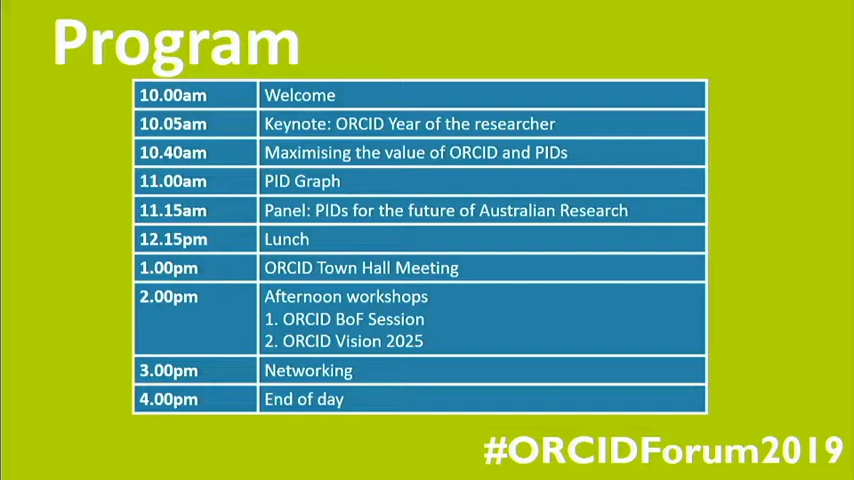 Program
10.00am Welcome
10.05am Keynote: ORCID Year of the researcher
10.40am Maximising the value of ORCID and PIDs
11.00am PID Graph
11.15am Panel: PIDs for the future of Australian Research
12.15pm Lunch
1.00pm ORCID Town Hall Meeting
2.00pm Afternoon workshops
1. ORCID BoF Session
2. ORCID Vision 2025
3.00pm Networking
4.00pm End of day
#ORCIDForum2019